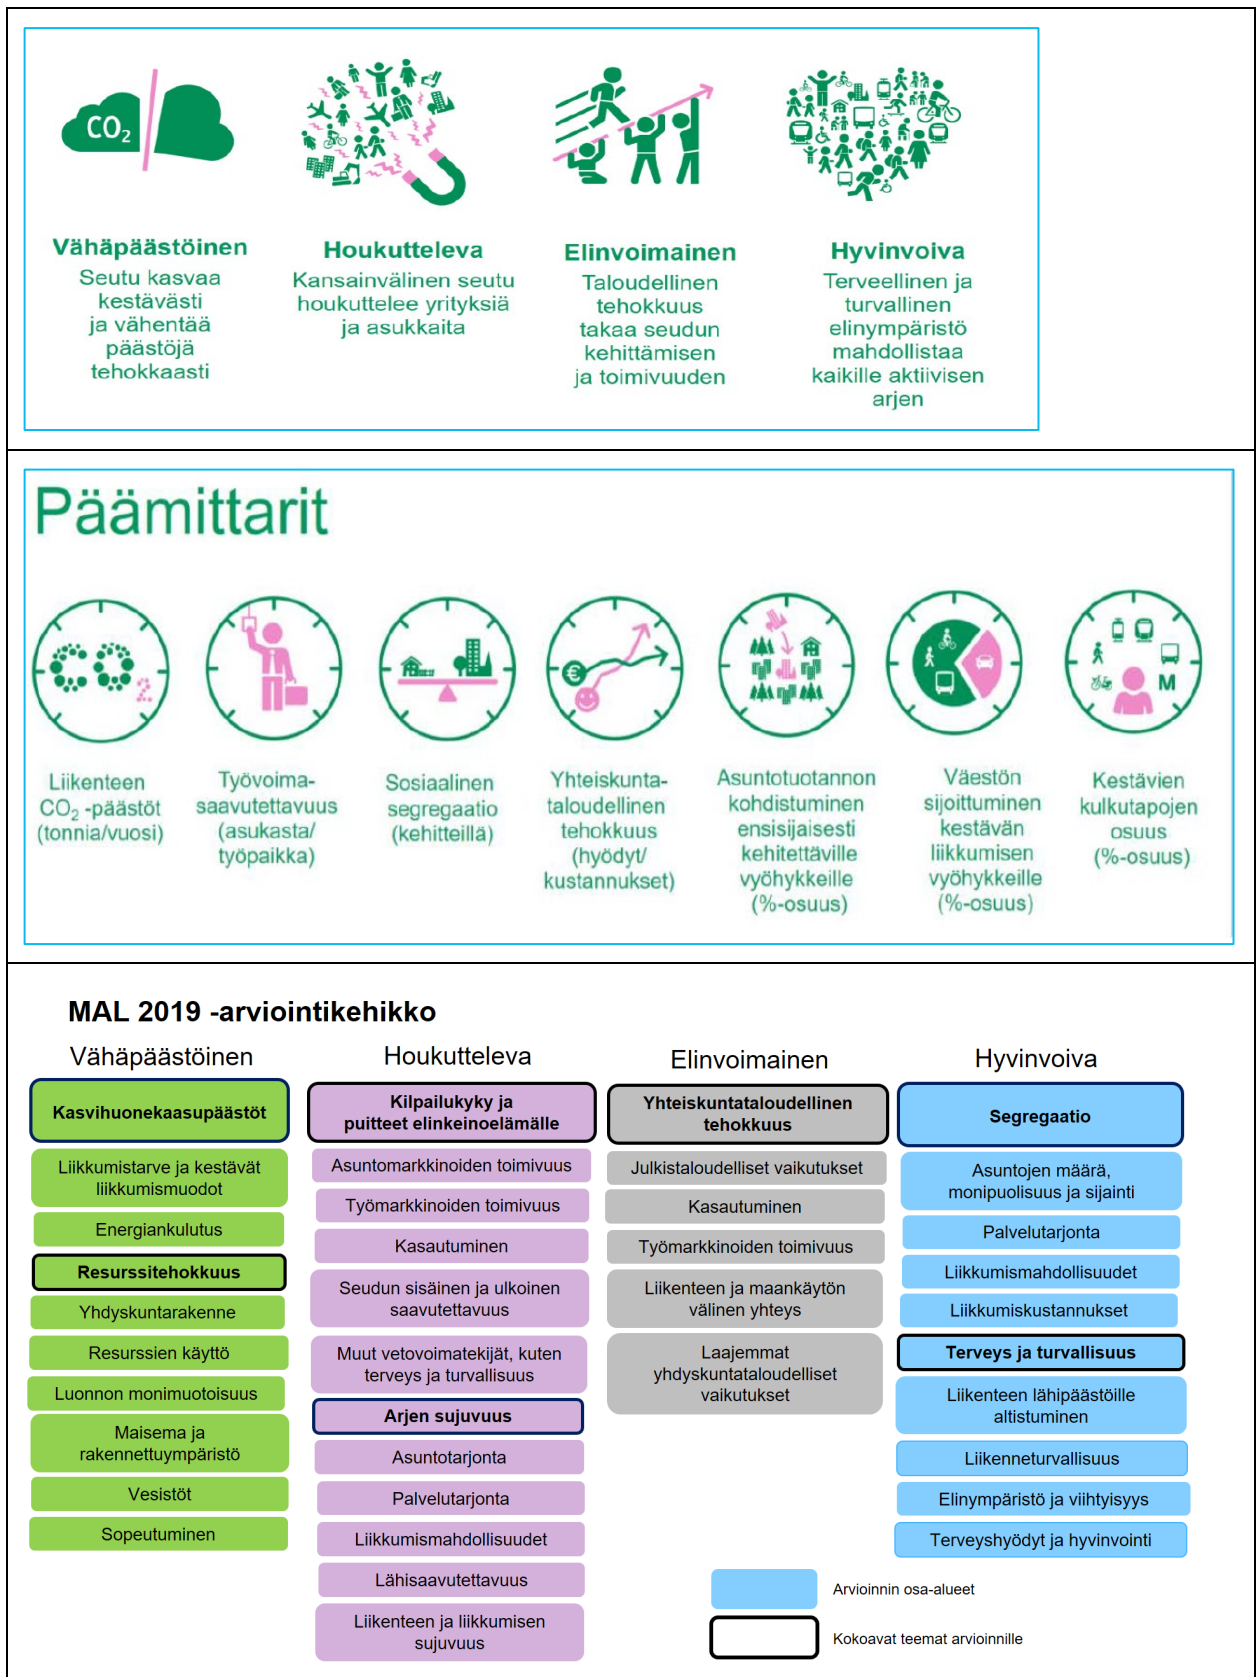 CO2
Vähäpäästöinen
Seutu kasvaa
kestävästi
ja vähentää
päästöjä
tehokkaasti
Houkutteleva
Kansainvälinen seutu
houkuttelee yrityksiä
ja asukkaita
Elinvoimainen
Taloudellinen
tehokkuus
takaa seudun
kehittämisen
ja toimivuuden
Hyvinvoiva
Terveellinen ja
turvallinen
elinympäristö
mahdollistaa
kaikille aktiivisen
arjen
Päämittarit
CO2
€
M
Liikenteen
CO₂ -päästöt
(tonnia/vuosi)
Työvoima-
saavutettavuus
(asukasta/
työpaikka)
Sosiaalinen
segregaatio
(kehitteillä)
Yhteiskunta-
taloudellinen
tehokkuus
(hyödyt/
kustannukset)
Asuntotuotannon
kohdistuminen
ensisijaisesti
kehitettäville
vyöhykkeille
(%-osuus)
Väestön
sijoittuminen
kestävän
liikkumisen
vyöhykkeille
(%-osuus)
Kestävien
kulkutapojen
osuus
(%-osuus)
MAL 2019 -arviointikehikko
Vähäpäästöinen
Kasvihuonekaasupäästöt
Liikkumistarve ja kestävät
liikkumismuodot
Energiankulutus
Resurssitehokkuus
Yhdyskuntarakenne
Resurssien käyttö
Luonnon monimuotoisuus
Maisema ja
rakennettuympäristö
Vesistöt
Sopeutuminen
Houkutteleva
Kilpailukyky ja
puitteet elinkeinoelämälle
Asuntomarkkinoiden toimivuus
Työmarkkinoiden toimivuus
Kasautuminen
Seudun sisäinen ja ulkoinen
saavutettavuus
Muut vetovoimatekijät, kuten
terveys ja turvallisuus
Arjen sujuvuus
Asuntotarjonta
Palvelutarjonta
Liikkumismahdollisuudet
Lähisaavutettavuus
Liikenteen ja liikkumisen
sujuvuus
Elinvoimainen
Yhteiskuntataloudellinen
tehokkuus
Julkistaloudelliset vaikutukset
Kasautuminen
Työmarkkinoiden toimivuus
Liikenteen ja maankäytön
välinen yhteys
Laajemmat
yhdyskuntataloudelliset
vaikutukset
Hyvinvoiva
Segregaatio
Asuntojen määrä,
monipuolisuus ja sijainti
Palvelutarjonta
Liikkumismahdollisuudet
Liikkumiskustannukset
Terveys ja turvallisuus
Liikenteen lähipäästöille
altistuminen
Liikenneturvallisuus
Elinympäristö ja viihtyisyys
Terveyshyödyt ja hyvinvointi
Arvioinnin osa-alueet
Kokoavat teemat arvioinnille